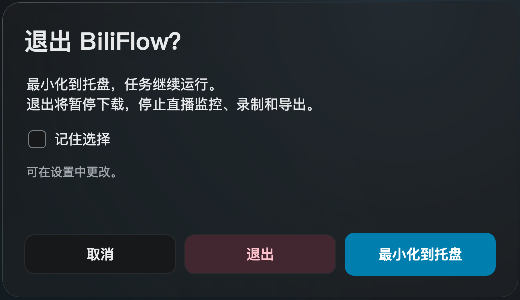 退出 BiliFlow?
最小化到托盘，任务继续运行。
退出将暂停下载，停止直播监控、录制和导出。
记住选择
可在设置中更改。
取消
退出
最小化到托盘